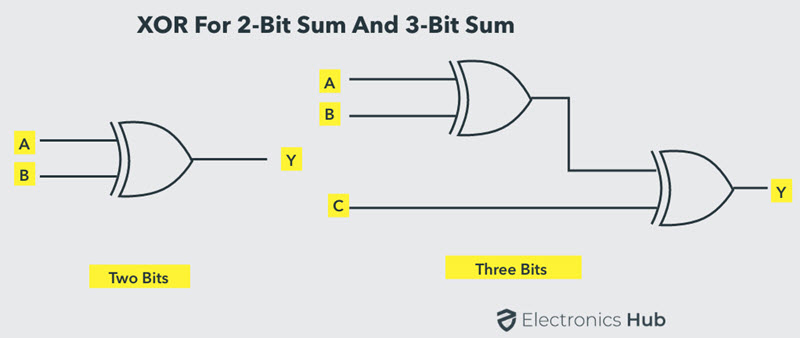 XOR For 2-Bit Sum And 3-Bit Sum
A
B
Y
Two Bits
A
B
C
Y
Three Bits
Electronics Hub